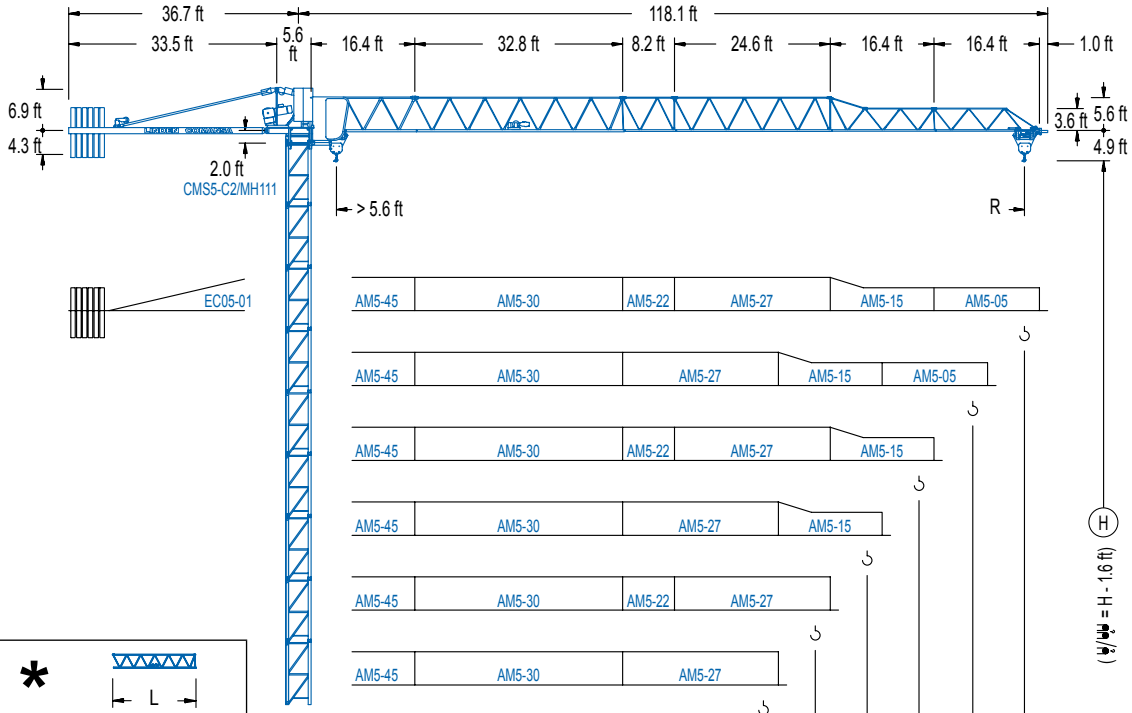 36.7 ft 118.1 ft
33.5 ft 5.6 ft 16.4 ft 32.8 ft 8.2 ft 24.6 ft 16.4 ft 16.4 ft 1.0 ft
6.9 ft
4.3 ft
LINDEN COMANSA
2.0 ft
CMS5-C2/MH111
3.6 ft 5.6 ft
4.9 ft
> 5.6 ft R
EC05-01
AM5-45 AM5-30 AM5-22 AM5-27 AM5-15 AM5-05
AM5-45 AM5-30 AM5-27 AM5-15 AM5-05
AM5-45 AM5-30 AM5-22 AM5-27 AM5-15
AM5-45 AM5-30 AM5-27 AM5-15
AM5-45 AM5-30 AM5-22 AM5-27
AM5-45 AM5-30 AM5-27
H
( / = H - 1.6 ft)
* L